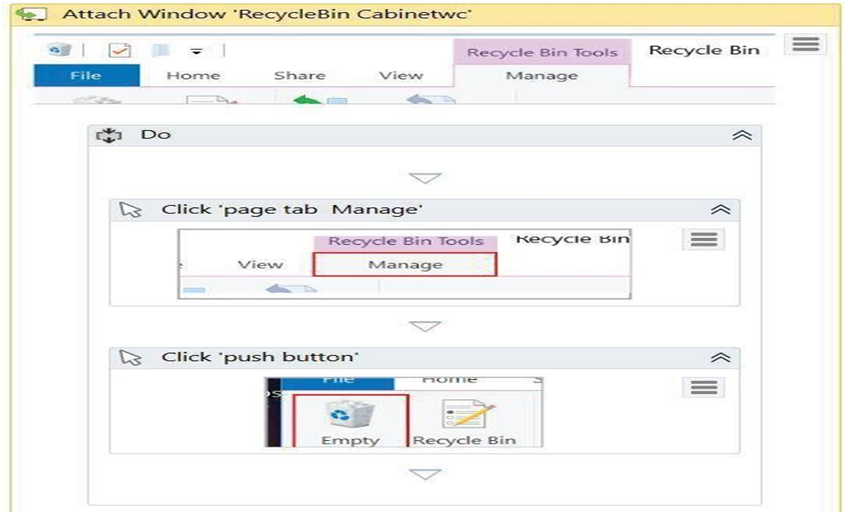 Attach Window 'RecycleBin Cabinetwc'
Recycle Bin Tools Recycle Bin
File Home Share View Manage
Do
Click 'page tab Manage'
Recycle Bin Tools Recycle Bin
View Manage
Click 'push button'
File Home S
Empty Recycle Bin